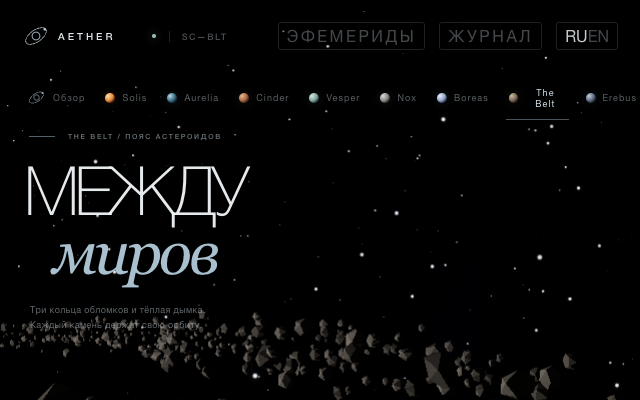 AETHER
SC—BLT
ЭФЕМЕРИДЫ
ЖУРНАЛ
RU EN
Обзор
Solis
Aurelia
Cinder
Vesper
Nox
Boreas
The
Belt
Erebus
THE BELT / ПОЯС АСТЕРОИДОВ
МЕЖДУ
миров
Три кольца обломков и тёплая дымка.
Каждый камень держит свою орбиту.